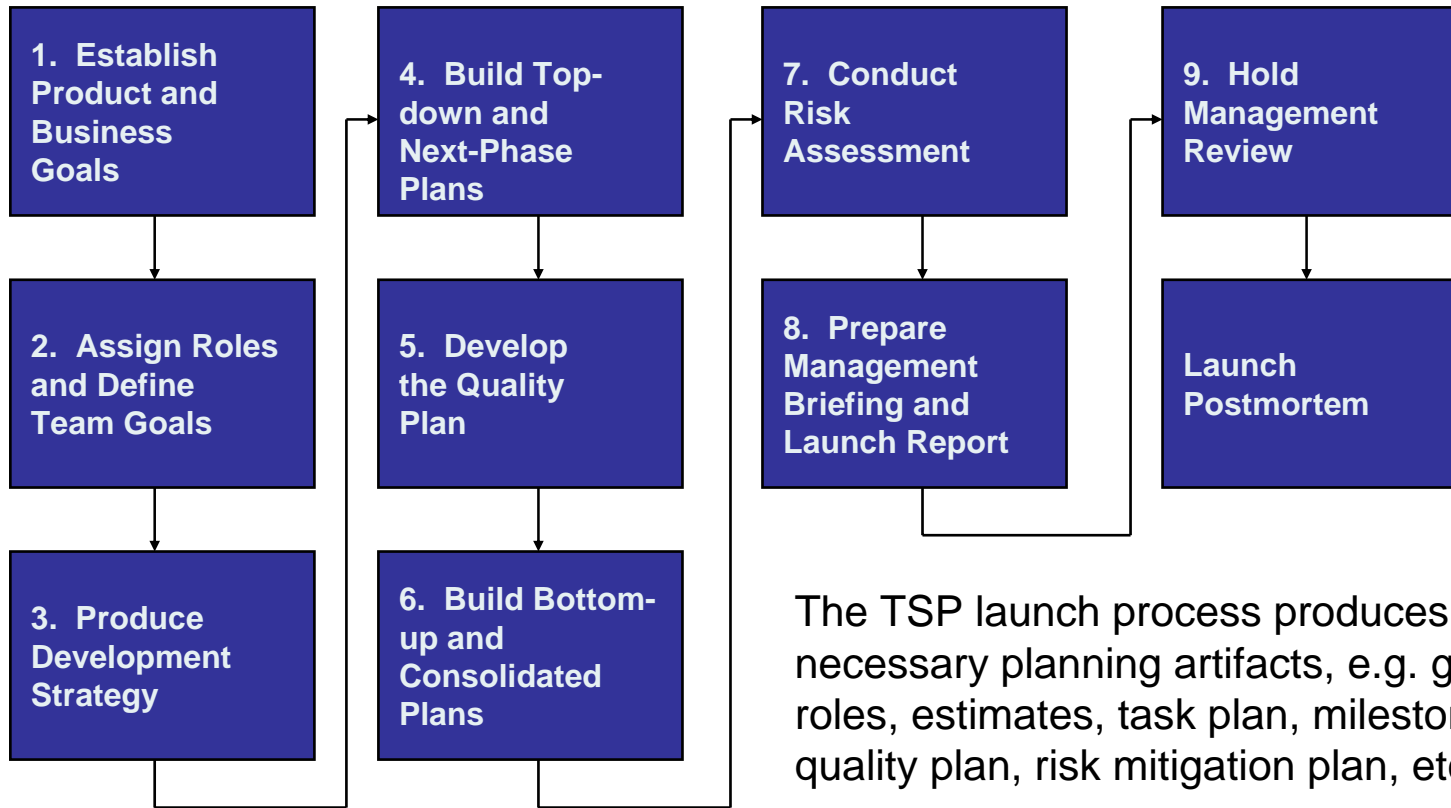 1. Establish
Product and
Business
Goals
2. Assign Roles
and Define
Team Goals
3. Produce
Development
Strategy
4. Build Top-
down and
Next-Phase
Plans
5. Develop
the Quality
Plan
6. Build Bottom-
up and
Consolidated
Plans
7. Conduct
Risk
Assessment
8. Prepare
Management
Briefing and
Launch Report
9. Hold
Management
Review
Launch
Postmortem
The TSP launch process produces
necessary planning artifacts, e.g.
roles, estimates, task plan,
quality plan, risk mitigation plan,